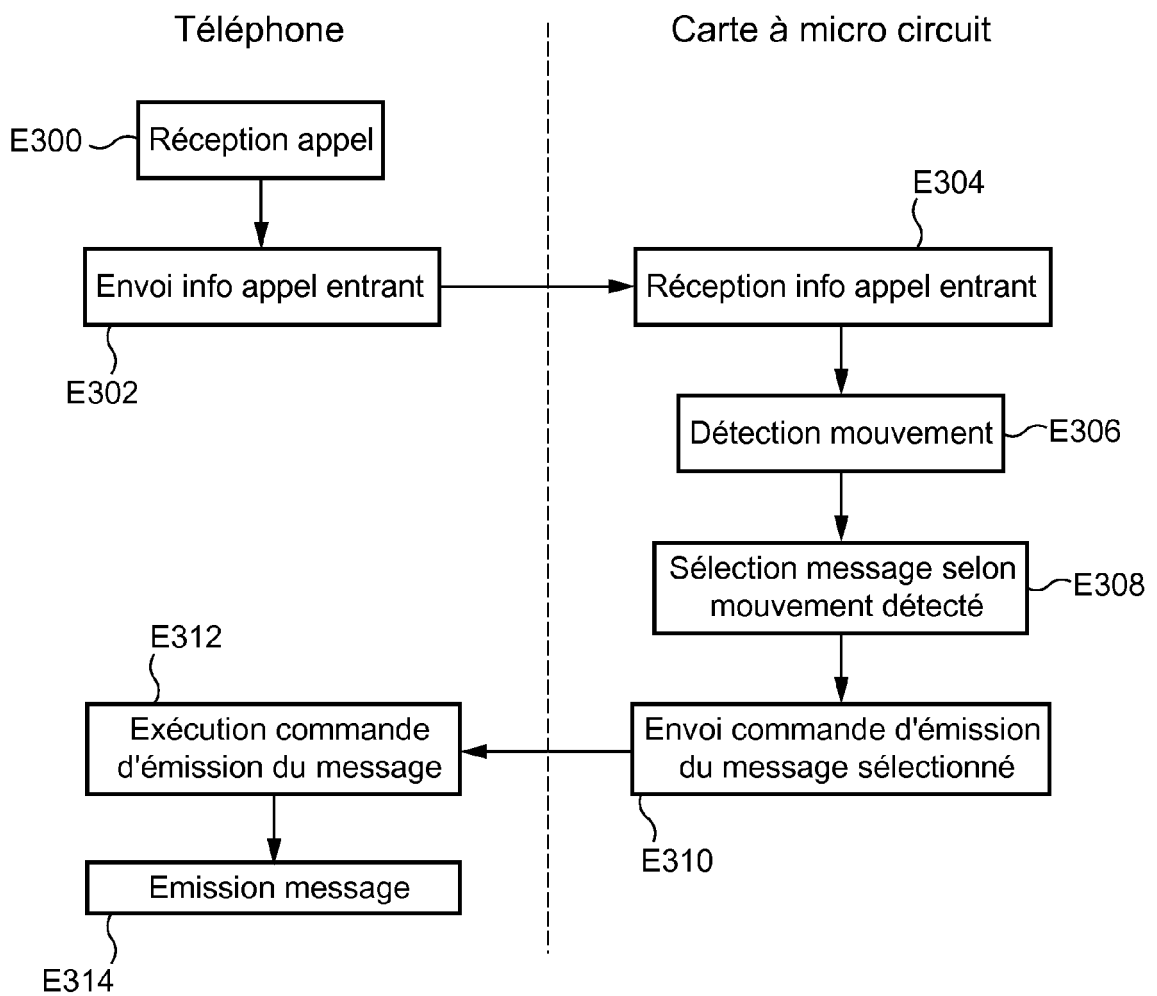 Téléphone
Carte à micro circuit
E300
Réception appel
E304
Envoi info appel entrant
Réception info appel entrant
E302
Détection mouvement
E306
Sélection message selon
mouvement détecté
E308
E312
Exécution commande
d'émission du message
Envoi commande d'émission
du message sélectionné
E310
Emission message
E314